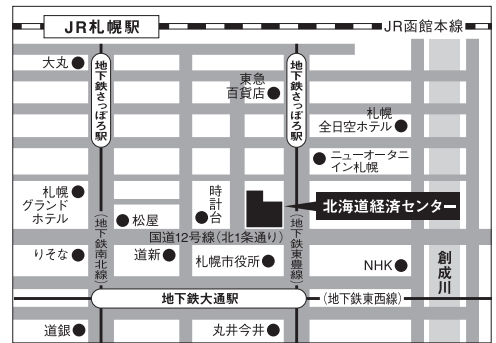 JR札幌駅
JR函館本線
大丸
地下鉄さっぽろ駅
東急
百貨店
地下鉄さっぽろ駅
札幌
全日空ホテル
ニューオータニ
イン札幌
札幌
グランド
ホテル
松屋
時計台
北海道経済センター
国道12号線(北1条通り)
(地下鉄南北線)
(地下鉄東豊線)
りそな
道新
札幌市役所
NHK
創成川
地下鉄大通駅
(地下鉄東西線)
道銀
丸井今井